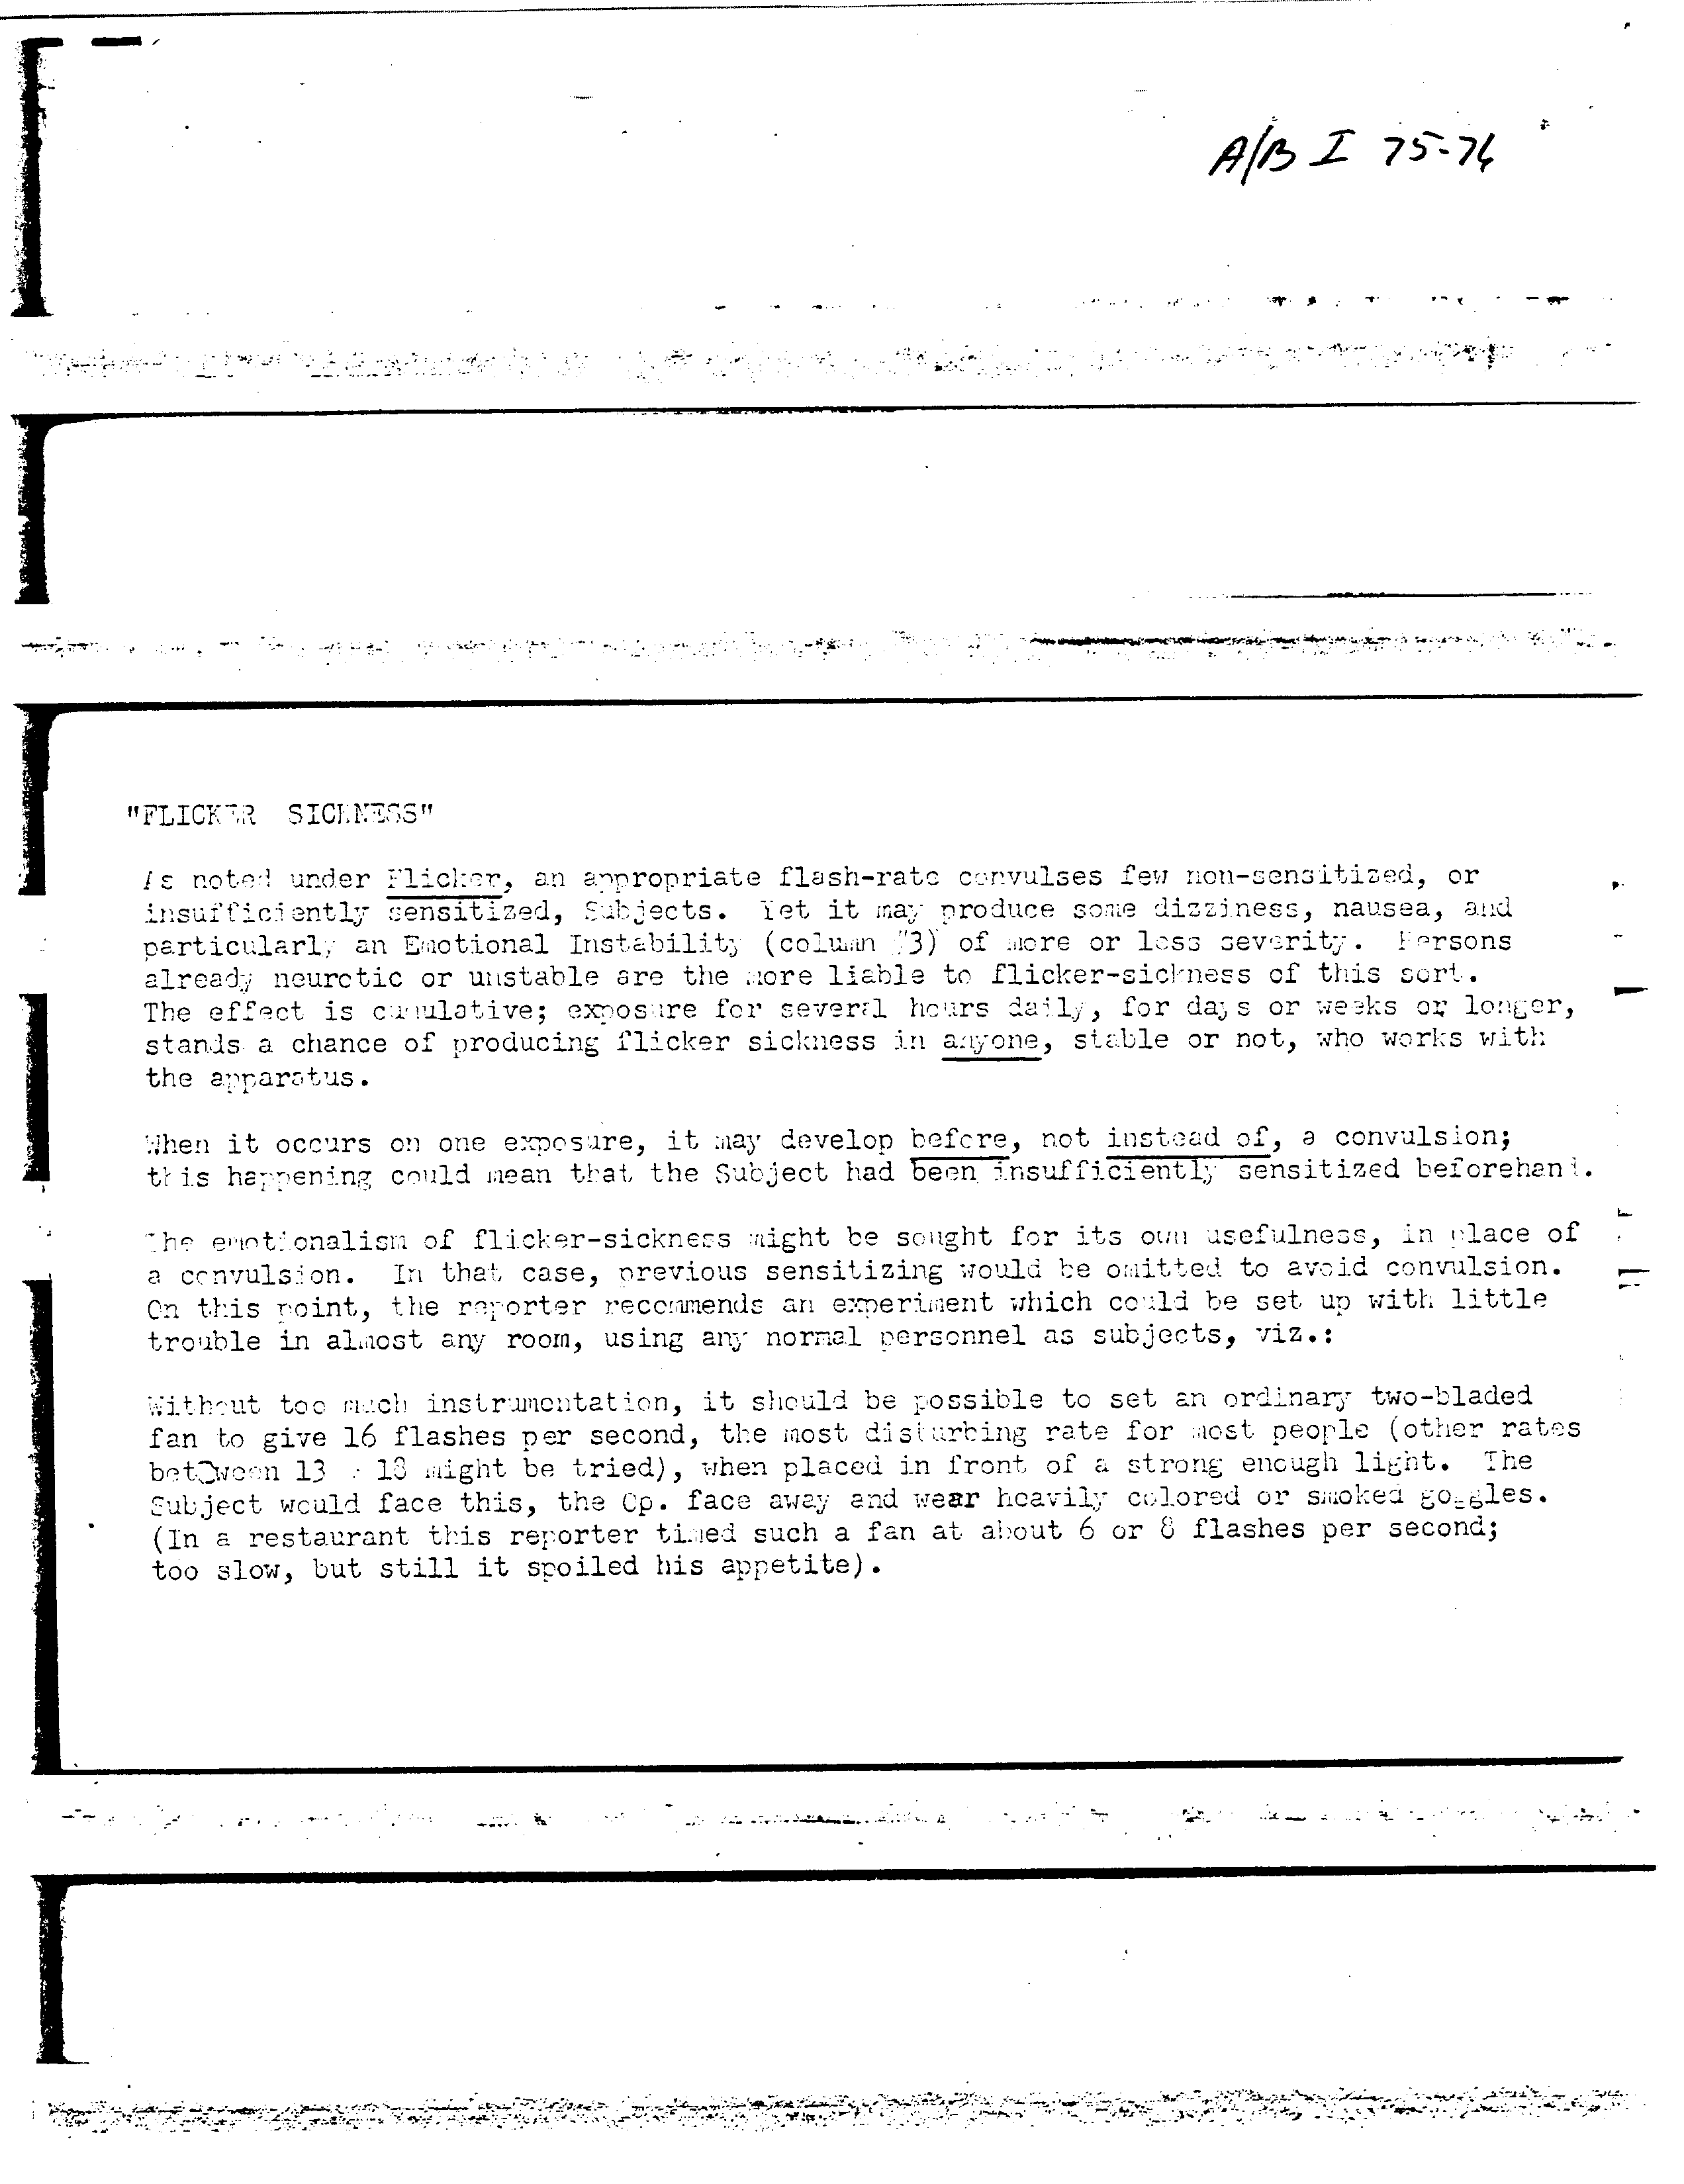 A/B I 75-76
"FLICKER SICKNESS"
As noted under Flicker, an appropriate flash-rate convulses few non-sensitized, or
insufficiently sensitized, Subjects. Yet it may produce some dizziness, nausea, and
particularly an Emotional Instability (column #3) of more or less severity. Persons
already neurotic or unstable are the more liable to flicker-sickness of this sort.
The effect is cumulative; exposure for several hours daily, for days or weeks or longer,
stands a chance of producing flicker sickness in anyone, stable or not, who works with
the apparatus.
When it occurs on one exposure, it may develop before, not instead of, a convulsion;
this happening could mean that the Subject had been insufficiently sensitized beforehand.
The emotionalism of flicker-sickness might be sought for its own usefulness, in place of
a convulsion. In that case, previous sensitizing would be omitted to avoid convulsion.
On this point, the reporter recommends an experiment which could be set up with little
trouble in almost any room, using any normal personnel as subjects, viz.:
Without too much instrumentation, it should be possible to set an ordinary two-bladed
fan to give 16 flashes per second, the most disturbing rate for most people (other rates
between 13 18 might be tried), when placed in front of a strong enough light. The
Subject would face this, the Op. face away and wear heavily colored or smoked goggles.
(In a restaurant this reporter timed such a fan at about 6 or 8 flashes per second;
too slow, but still it spoiled his appetite).